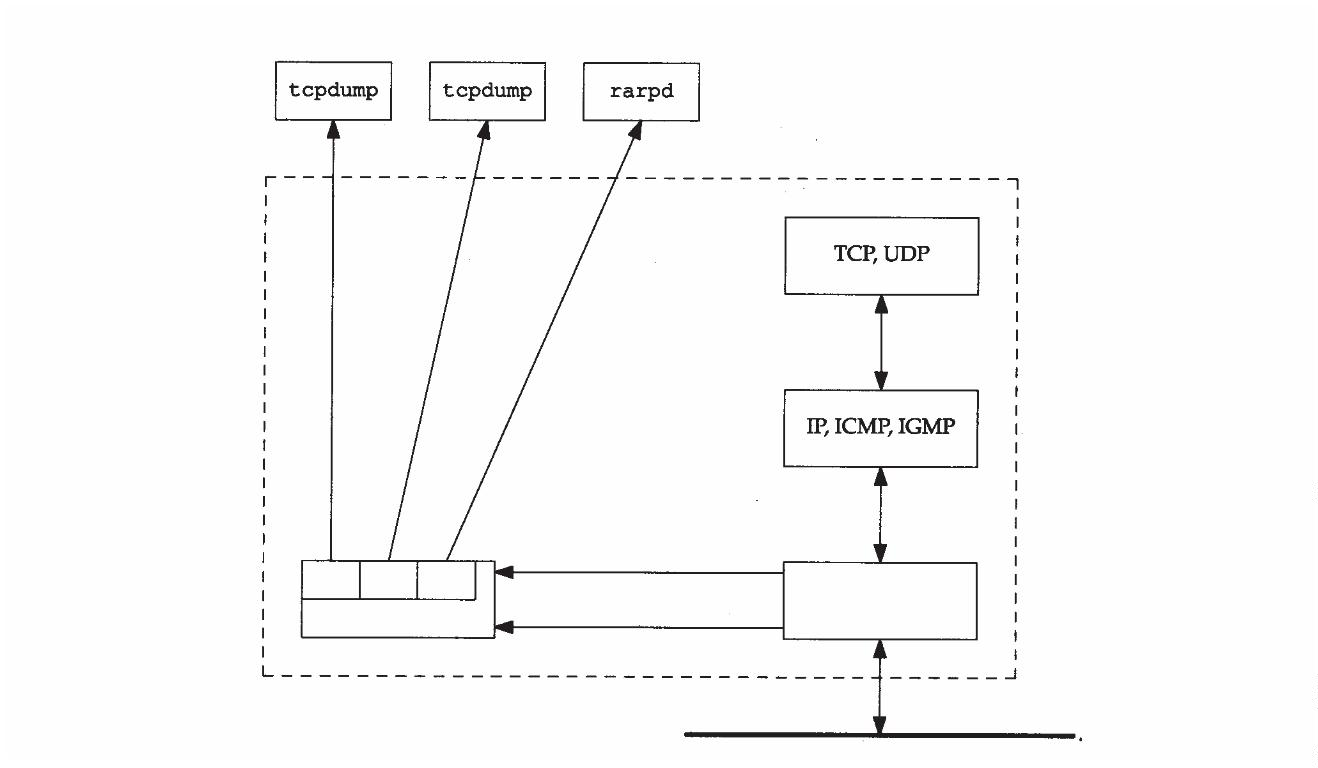 tcpdump
tcpdump
rarpd
TCP, UDP
IP, ICMP, IGMP